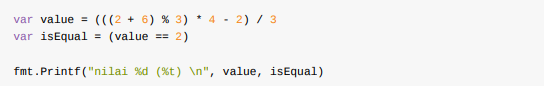 var value = (((2 + 6) % 3) * 4 - 2) / 3
var isEqual = (value == 2)
fmt.Printf("nilai %d (%t) \n", value, isEqual)